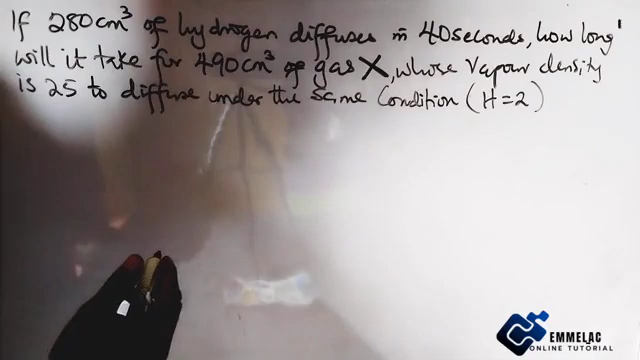 If 280cm³ of hydrogen diffuses in 40seconds, how long
will it take for 490cm³ of gas X, whose vapour density
is 25 to diffuse under the same condition (H=2)
EMMELAC
ONLINE TUTORIAL